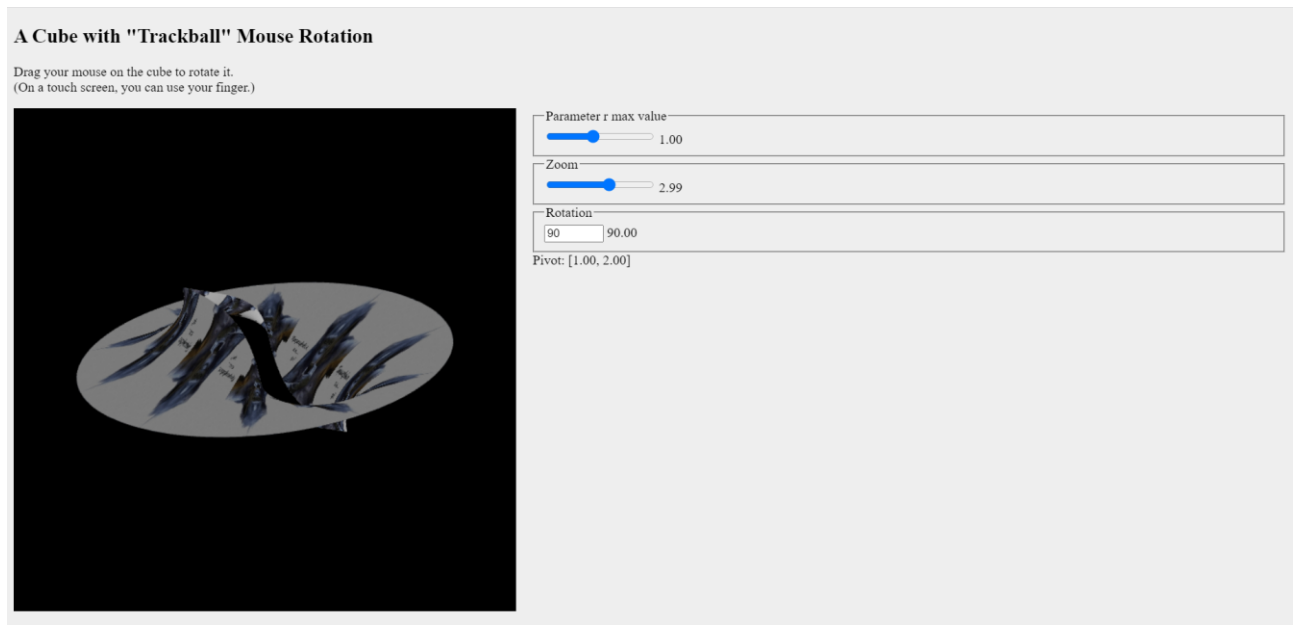 A Cube with "Trackball" Mouse Rotation
Drag your mouse on the cube to rotate it.
(On a touch screen, you can use your finger.)
Parameter r max value
1.00
Zoom
2.99
Rotation
90 90.00
Pivot: [1.00, 2.00]